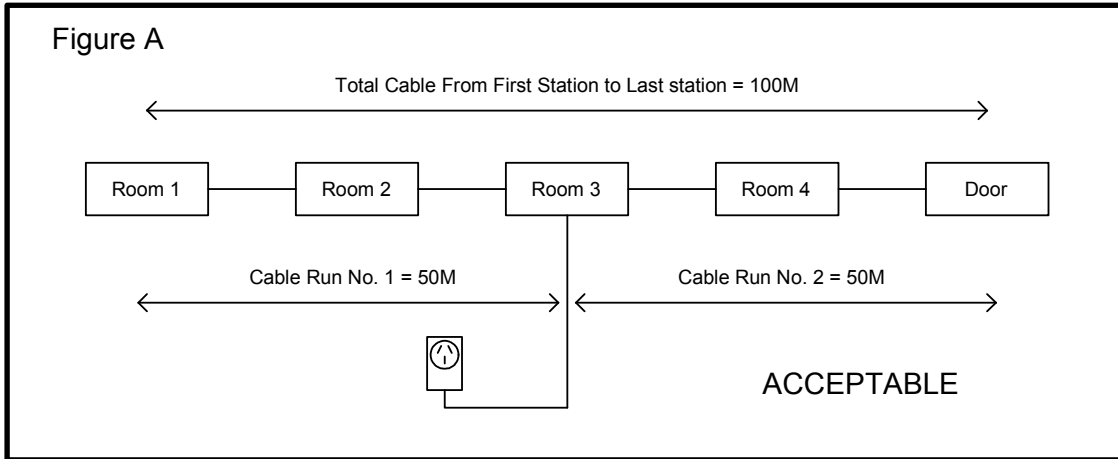 Figure A
Total Cable From First Station to Last station = 100M
Room 1
Room 2
Room 3
Room 4
Door
Cable Run No. 1 = 50M
Cable Run No. 2 = 50M
ACCEPTABLE